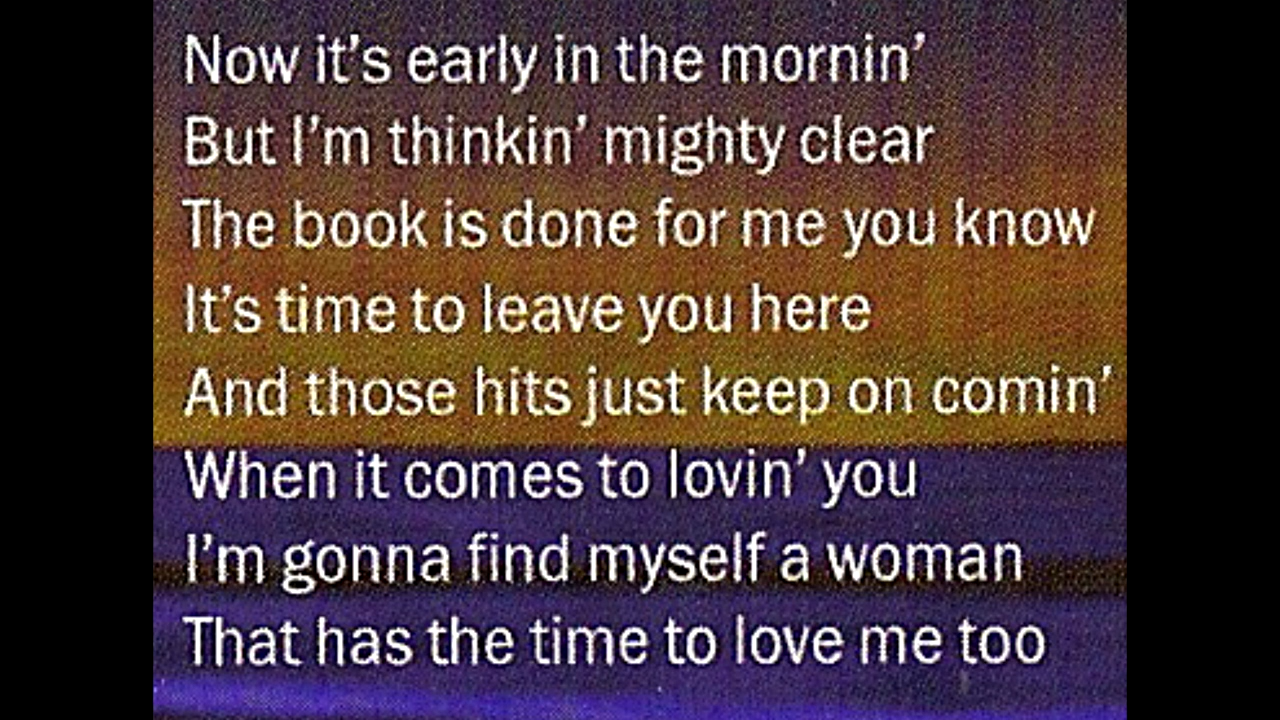 Now it's early in the mornin'
But I'm thinkin' mighty clear
The book is done for me you know
It's time to leave you here
And those hits just keep on comin'
When it comes to lovin' you
I'm gonna find myself a woman
That has the time to love me too